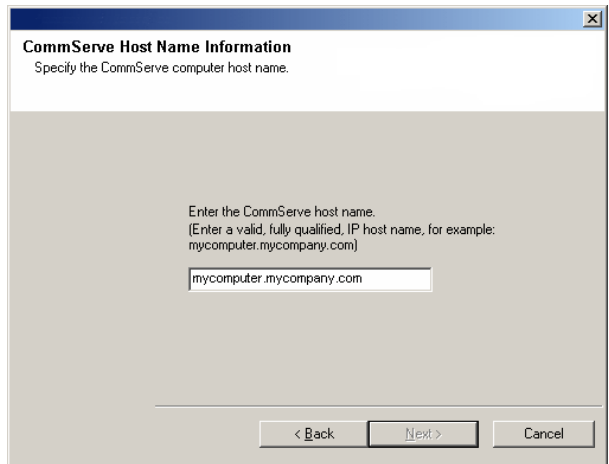 CommServe Host Name Information
Specify the CommServe computer host name.
Enter the CommServe host name.
(Enter a valid, fully qualified, IP host name, for example:
mycomputer.mycompany.com)
mycomputer.mycompany.com
< Back
Next >
Cancel